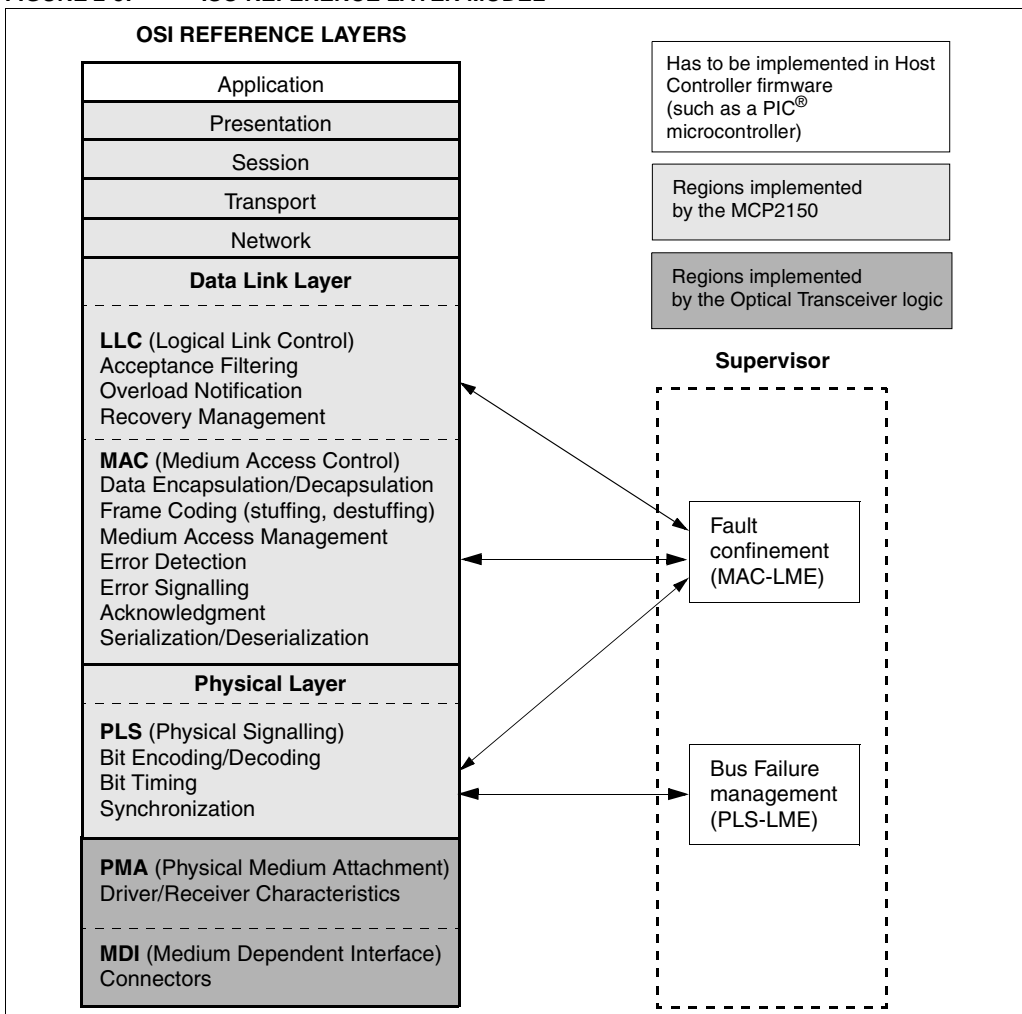 OSI REFERENCE LAYERS
Application
Presentation
Session
Transport
Network
Data Link Layer
LLC (Logical Link Control)
Acceptance Filtering
Overload Notification
Recovery Management
MAC (Medium Access Control)
Data Encapsulation/Decapsulation
Frame Coding (stuffing, destuffing)
Medium Access Management
Error Detection
Error Signalling
Acknowledgment
Serialization/Deserialization
Physical Layer
PLS (Physical Signalling)
Bit Encoding/Decoding
Bit Timing
Synchronization
PMA (Physical Medium Attachment)
Driver/Receiver Characteristics
MDI (Medium Dependent Interface)
Connectors
Has to be implemented in Host
Controller firmware
(such as a PIC®
microcontroller)
Regions implemented
by the MCP2150
Regions implemented
by the Optical Transceiver logic
Supervisor
Fault
confinement
(MAC-LME)
Bus Failure
management
(PLS-LME)